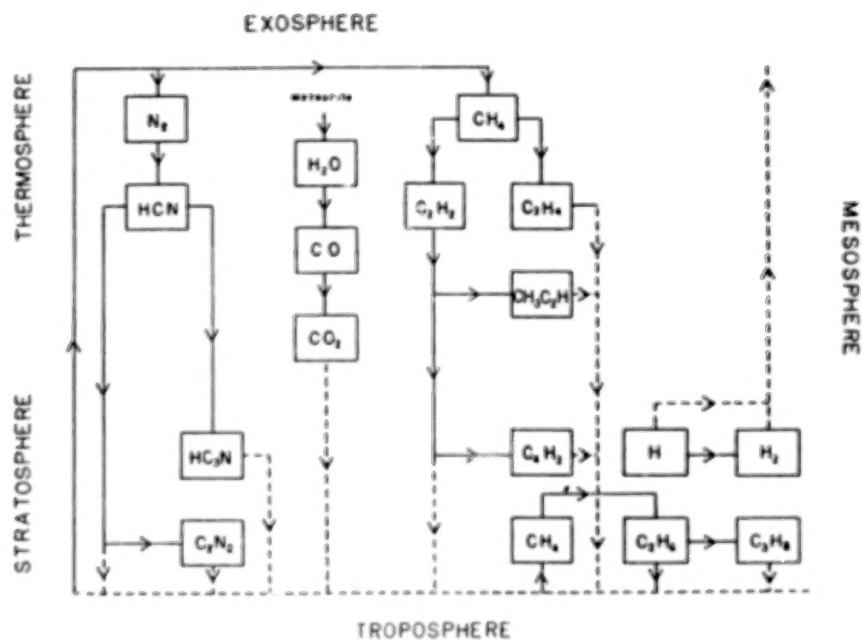 EXOSPHERE
THERMOSPHERE
STRATOSPHERE
MESOSPHERE
TROPOSPHERE
Meteorite
N₂
CH₄
H₂O
HCN
C₂H₂
C₂H₄
CO
CH₃C₂H
CO₂
HC₃N
C₄H₂
H
H₂
C₂N₂
CH₄
C₂H₆
C₃H₈